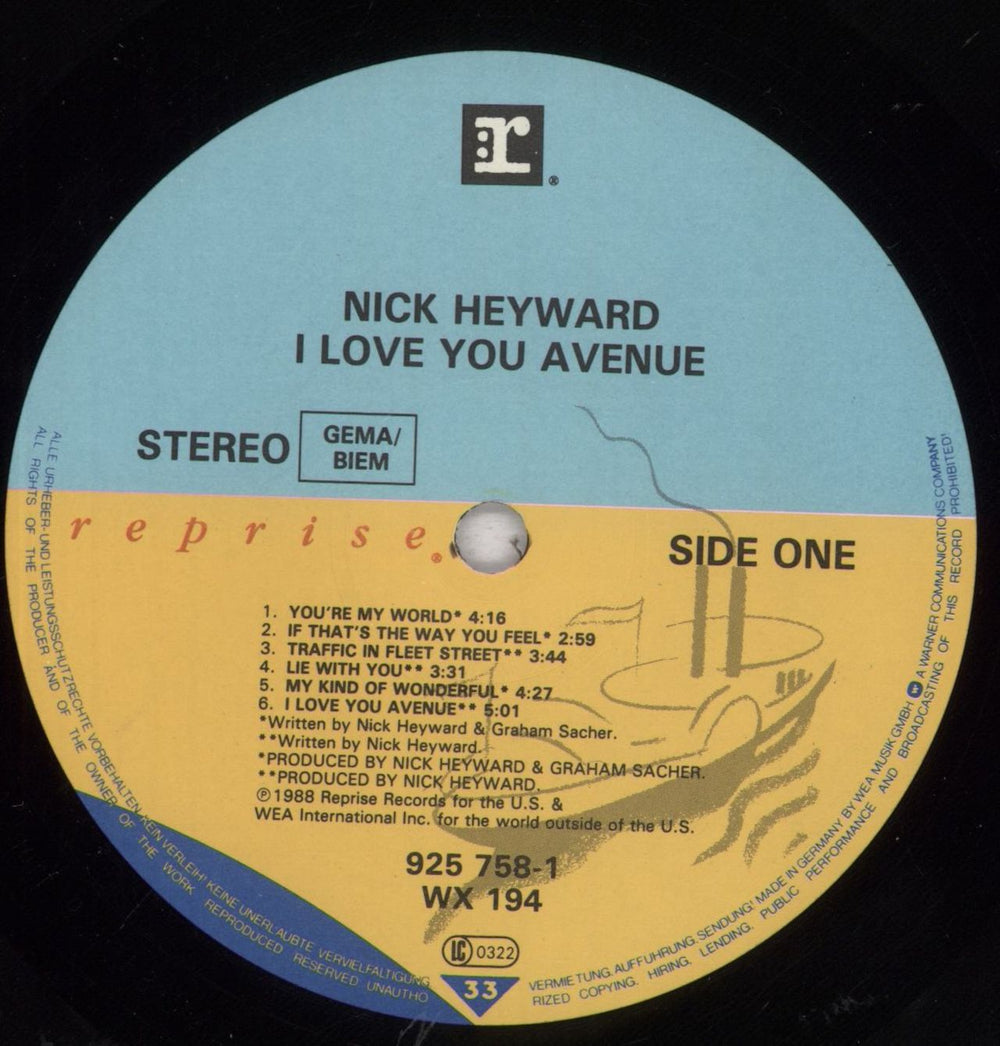 r®
NICK HEYWARD
I LOVE YOU AVENUE
STEREO
GEMA/
BIEM
reprise®
SIDE ONE
1. YOU'RE MY WORLD* 4:16
2. IF THAT'S THE WAY YOU FEEL* 2:59
3. TRAFFIC IN FLEET STREET** 3:44
4. LIE WITH YOU** 3:31
5. MY KIND OF WONDERFUL* 4:27
6. I LOVE YOU AVENUE** 5:01
*Written by Nick Heyward & Graham Sacher.
**Written by Nick Heyward.
*PRODUCED BY NICK HEYWARD & GRAHAM SACHER.
**PRODUCED BY NICK HEYWARD.
℗1988 Reprise Records for the U.S. &
WEA International Inc. for the world outside of the U.S.
925 758-1
WX 194
LC 0322
33
ALLE URHEBER- UND LEISTUNGSSCHUTZRECHTE VORBEHALTEN. KEIN VERLEIH! KEINE UNERLAUBTE VERVIELFÄLTIGUNG, VERMIETUNG, AUFFÜHRUNG, SENDUNG! MADE IN GERMANY BY WEA MUSIK GMBH A WARNER COMMUNICATIONS COMPANY
ALL RIGHTS OF THE PRODUCER AND OF THE OWNER OF THE WORK REPRODUCED RESERVED UNAUTHORIZED COPYING, HIRING, LENDING, PUBLIC PERFORMANCE AND BROADCASTING OF THIS RECORD PROHIBITED!